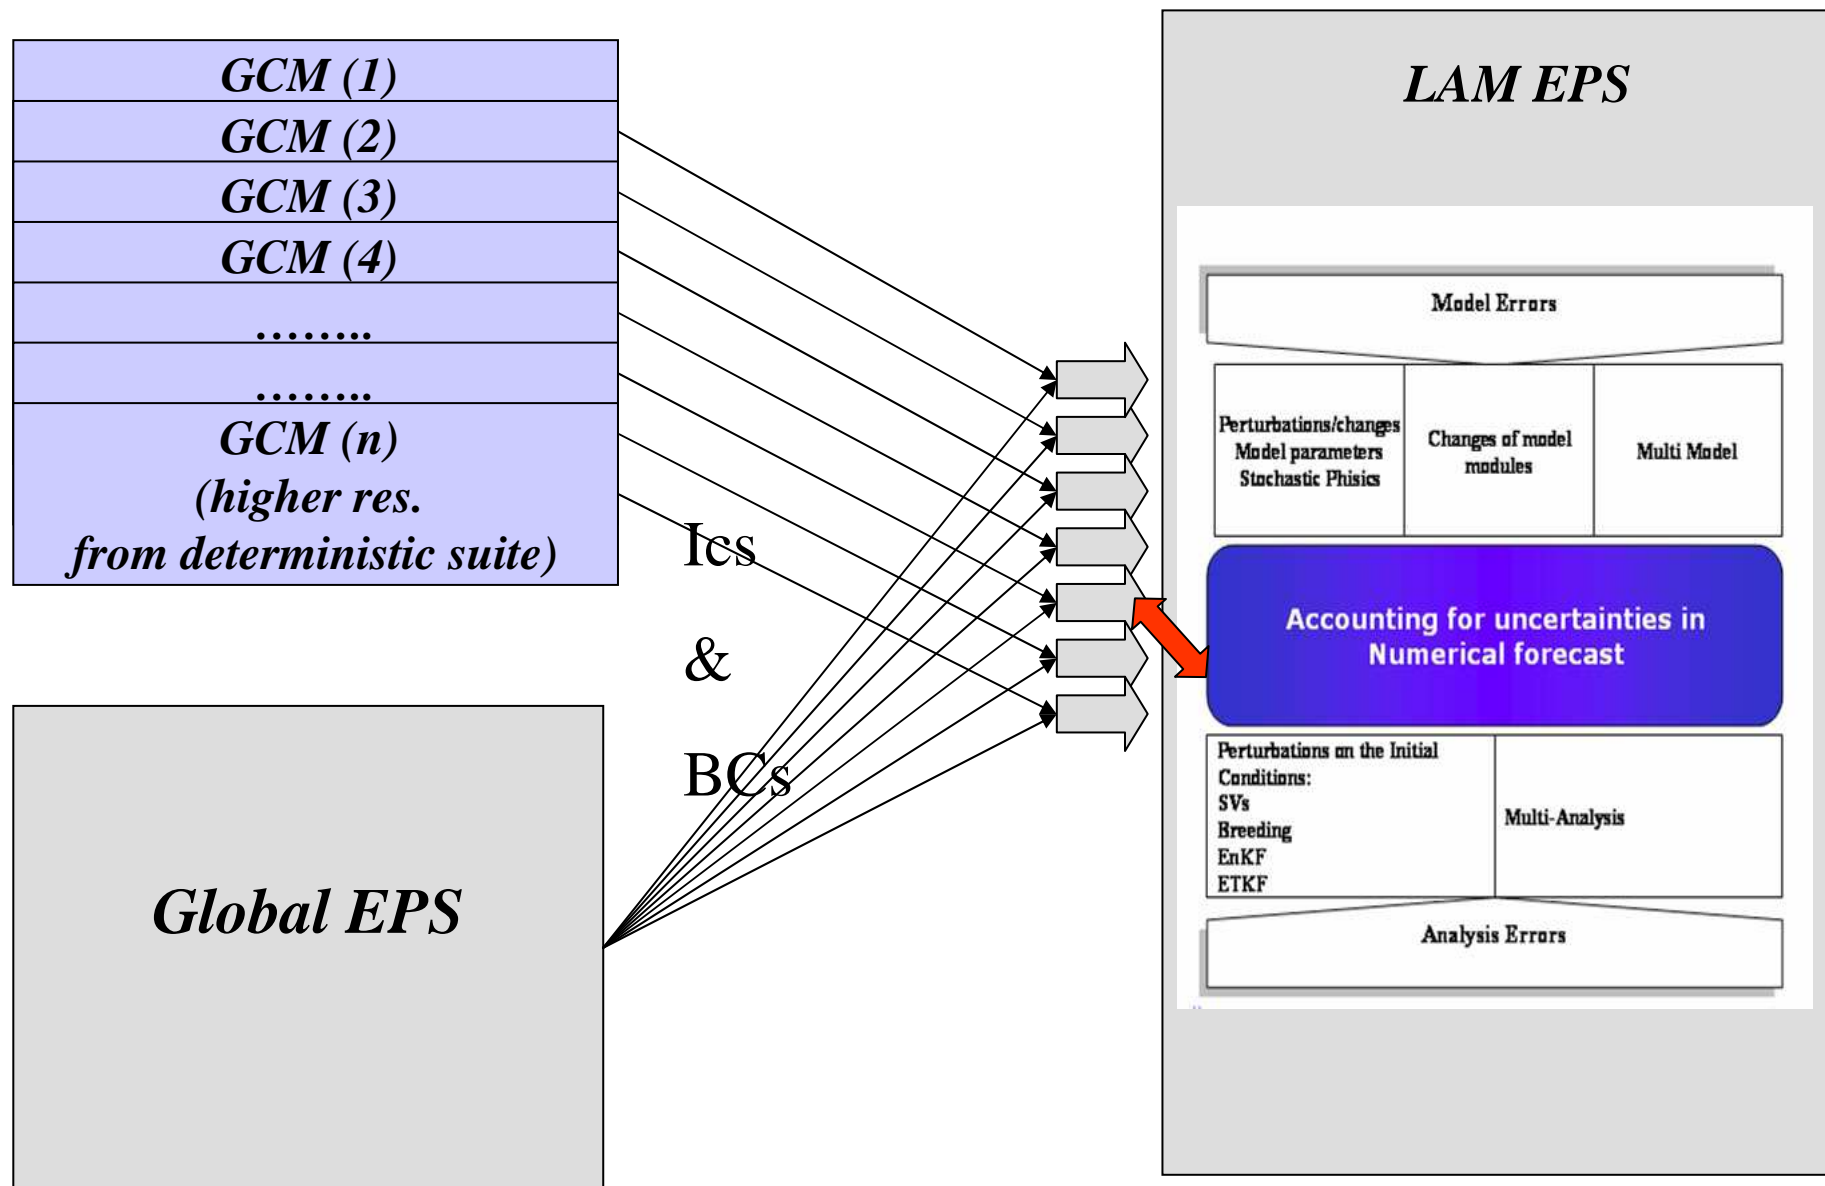 GCM (1)
GCM (2)
GCM (3)
GCM (4)
……..
……..
GCM (n)
(higher res.
from deterministic suite)
Ics
&
BCs
Global EPS
LAM EPS
Model Errors
Perturbations/changes
Model parameters
Stochastic Phisics
Changes of model
modules
Multi Model
Accounting for uncertainties in
Numerical forecast
Perturbations on the Initial
Conditions:
SVs
Breeding
EnKF
ETKF
Multi-Analysis
Analysis Errors